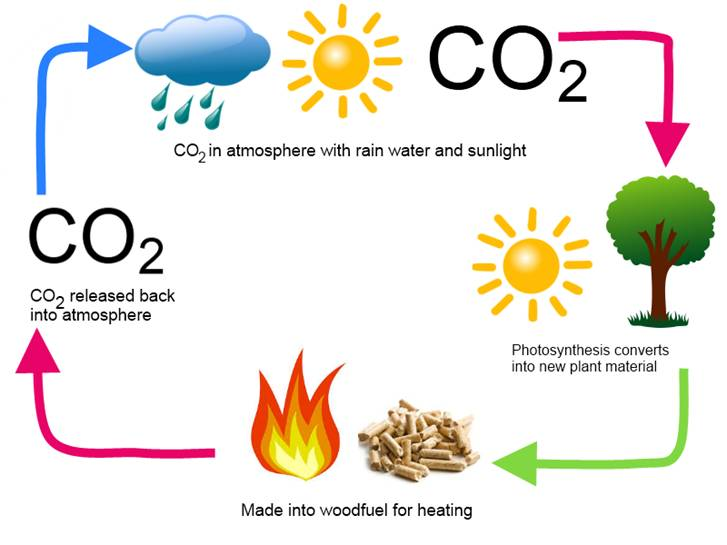 CO2
CO2 in atmosphere with rain water and sunlight
CO2
CO2 released back
into atmosphere
Photosynthesis converts
into new plant material
Made into woodfuel for heating